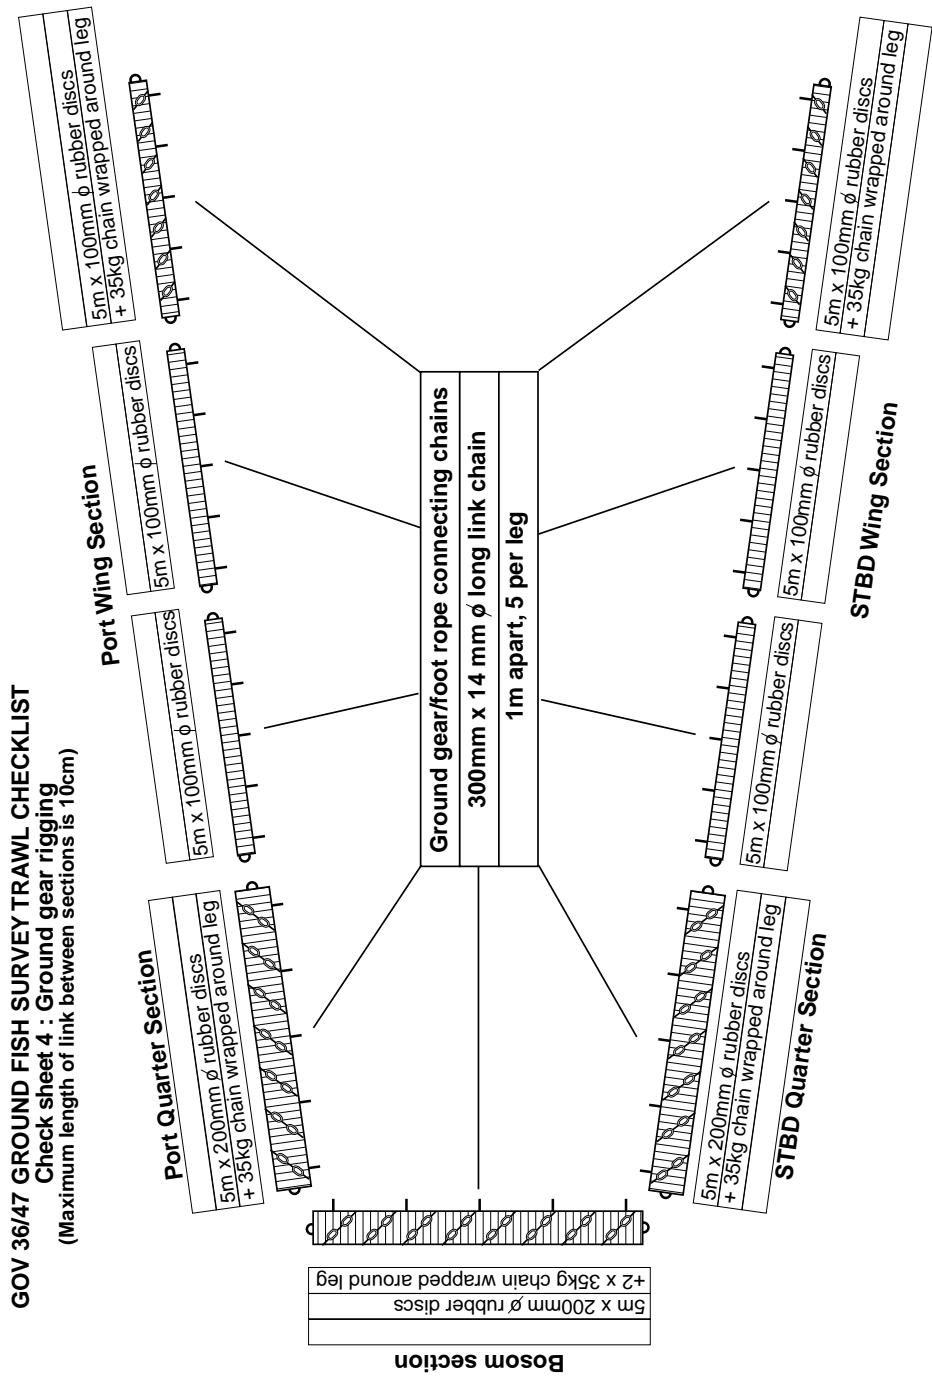 GOV 36/47 GROUND FISH SURVEY TRAWL CHECKLIST
Check sheet 4 : Ground gear rigging
(Maximum length of link between sections is 10cm)
Port Quarter Section
5m x 200mm ϕ rubber discs
+ 35kg chain wrapped around leg
Port Wing Section
5m x 100mm ϕ rubber discs
5m x 100mm ϕ rubber discs
5m x 100mm ϕ rubber discs
+ 35kg chain wrapped around leg
Ground gear/foot rope connecting chains
300mm x 14 mm ϕ long link chain
1m apart, 5 per leg
Bosom section
5m x 200mm ϕ rubber discs
+2 x 35kg chain wrapped around leg
5m x 200mm ϕ rubber discs
+ 35kg chain wrapped around leg
STBD Quarter Section
5m x 100mm ϕ rubber discs
5m x 100mm ϕ rubber discs
5m x 100mm ϕ rubber discs
+ 35kg chain wrapped around leg
STBD Wing Section